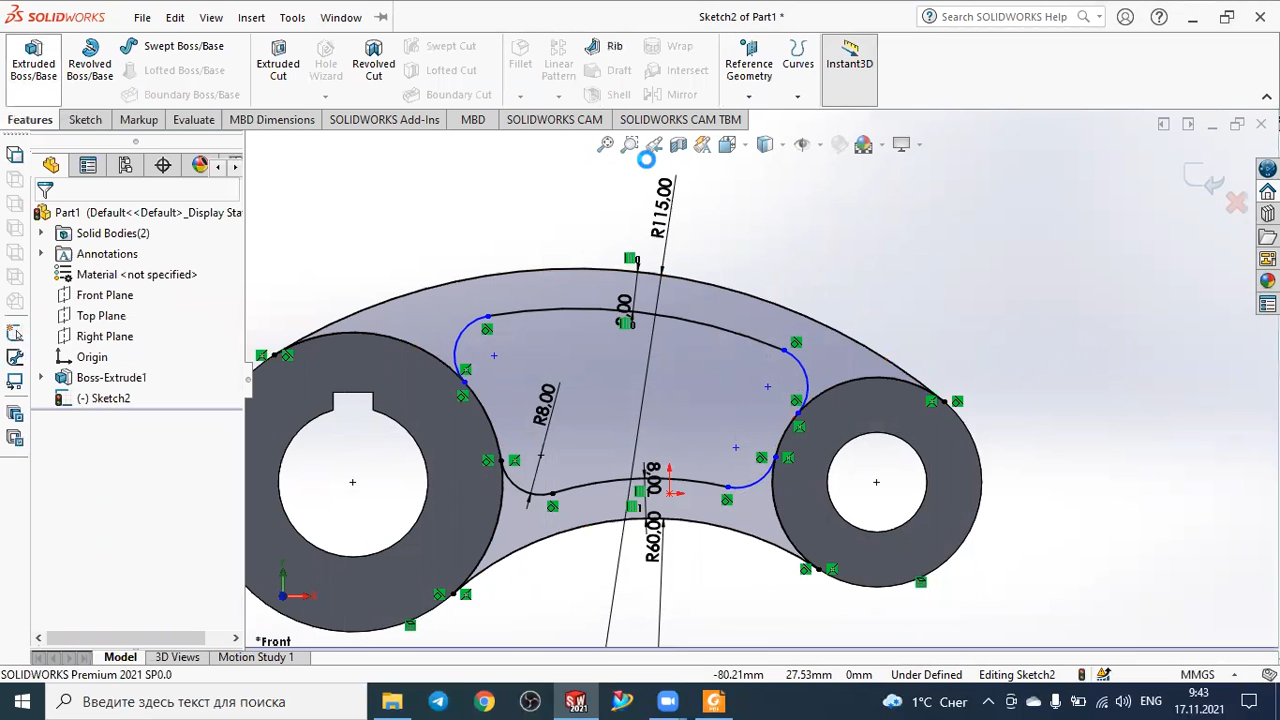 SOLIDWORKS File Edit View Insert Tools Window Sketch2 of Part1 * Search SOLIDWORKS Help
Extruded Boss/Base
Revolved Boss/Base
Swept Boss/Base
Lofted Boss/Base
Boundary Boss/Base
Extruded Cut
Hole Wizard
Revolved Cut
Swept Cut
Lofted Cut
Boundary Cut
Fillet
Linear Pattern
Rib
Draft
Shell
Wrap
Intersect
Mirror
Reference Geometry
Curves
Instant3D
Features Sketch Markup Evaluate MBD Dimensions SOLIDWORKS Add-Ins MBD SOLIDWORKS CAM SOLIDWORKS CAM TBM
Part1 (Default<<Default>_Display Sta
Solid Bodies(2)
Annotations
Material <not specified>
Front Plane
Top Plane
Right Plane
Origin
Boss-Extrude1
(-) Sketch2
R115,00
R8,00
8,00
R60,00
*Front
Model 3D Views Motion Study 1
SOLIDWORKS Premium 2021 SP0.0 -80.21mm 27.53mm 0mm Under Defined Editing Sketch2 MMGS
Введите здесь текст для поиска
SW 2021
1°C Снег
9:43
17.11.2021